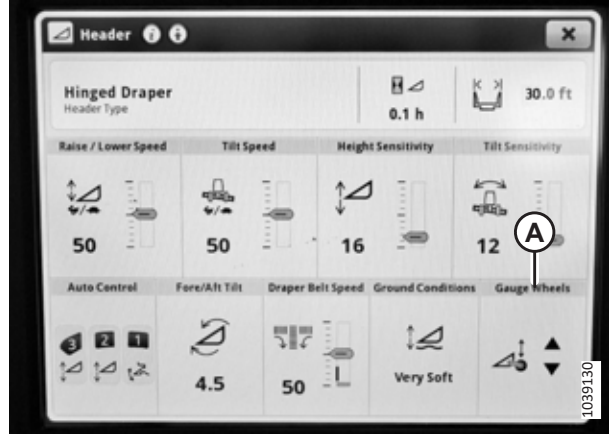 Header
Hinged Draper
Header Type
0.1 h
30.0 ft
Raise / Lower Speed
Tilt Speed
Height Sensitivity
Tilt Sensitivity
50
50
16
12
A
Auto Control
Fore/Aft Tilt
Draper Belt Speed
Ground Conditions
Gauge Wheels
3 2 1
4.5
50
Very Soft
1039130